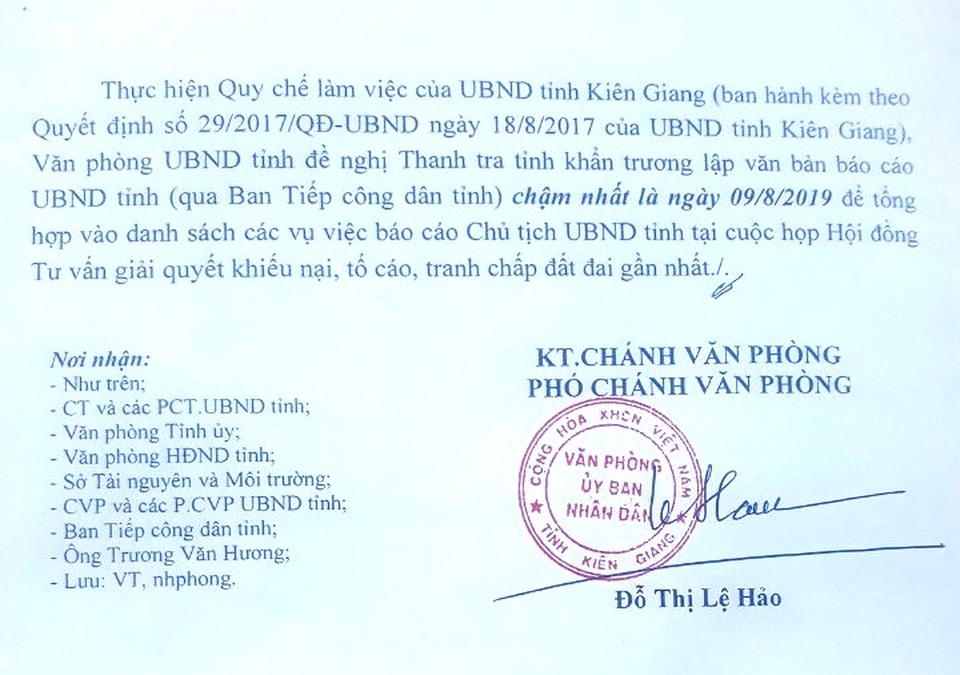 Thực hiện Quy chế làm việc của UBND tỉnh Kiên Giang (ban hành kèm theo
Quyết định số 29/2017/QĐ-UBND ngày 18/8/2017 của UBND tỉnh Kiên Giang),
Văn phòng UBND tỉnh đề nghị Thanh tra tỉnh khẩn trương lập văn bản báo cáo
UBND tỉnh (qua Ban Tiếp công dân tỉnh) chậm nhất là ngày 09/8/2019 để tổng
hợp vào danh sách các vụ việc báo cáo Chủ tịch UBND tỉnh tại cuộc họp Hội đồng
Tư vấn giải quyết khiếu nại, tố cáo, tranh chấp đất đai gần nhất./.
Nơi nhận:
- Như trên;
- CT và các PCT.UBND tỉnh;
- Văn phòng Tỉnh ủy;
- Văn phòng HĐND tỉnh;
- Sở Tài nguyên và Môi trường;
- CVP và các P.CVP UBND tỉnh;
- Ban Tiếp công dân tỉnh;
- Ông Trương Văn Hương;
- Lưu: VT, nhphong.
KT.CHÁNH VĂN PHÒNG
PHÓ CHÁNH VĂN PHÒNG
CỘNG HÒA XHCN VIỆT NAM
VĂN PHÒNG
ỦY BAN
NHÂN DÂN
TỈNH KIÊN GIANG
Đỗ Thị Lệ Hảo